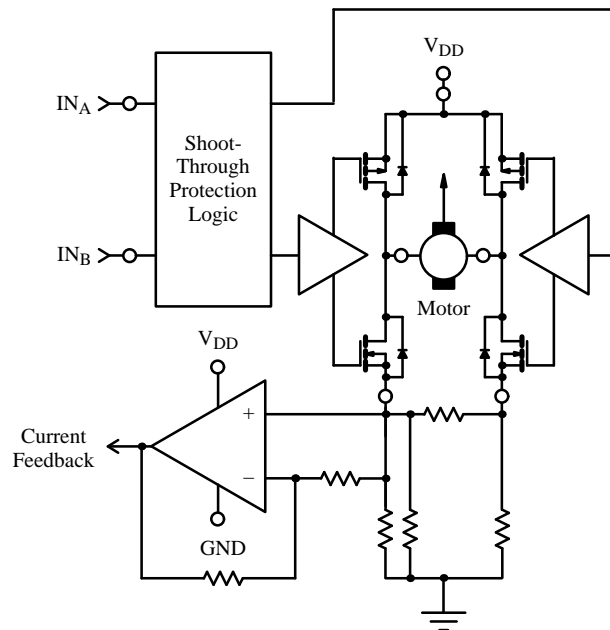 V_DD
IN_A
Shoot-
Through
Protection
Logic
IN_B
Motor
V_DD
+
Current
Feedback
−
GND